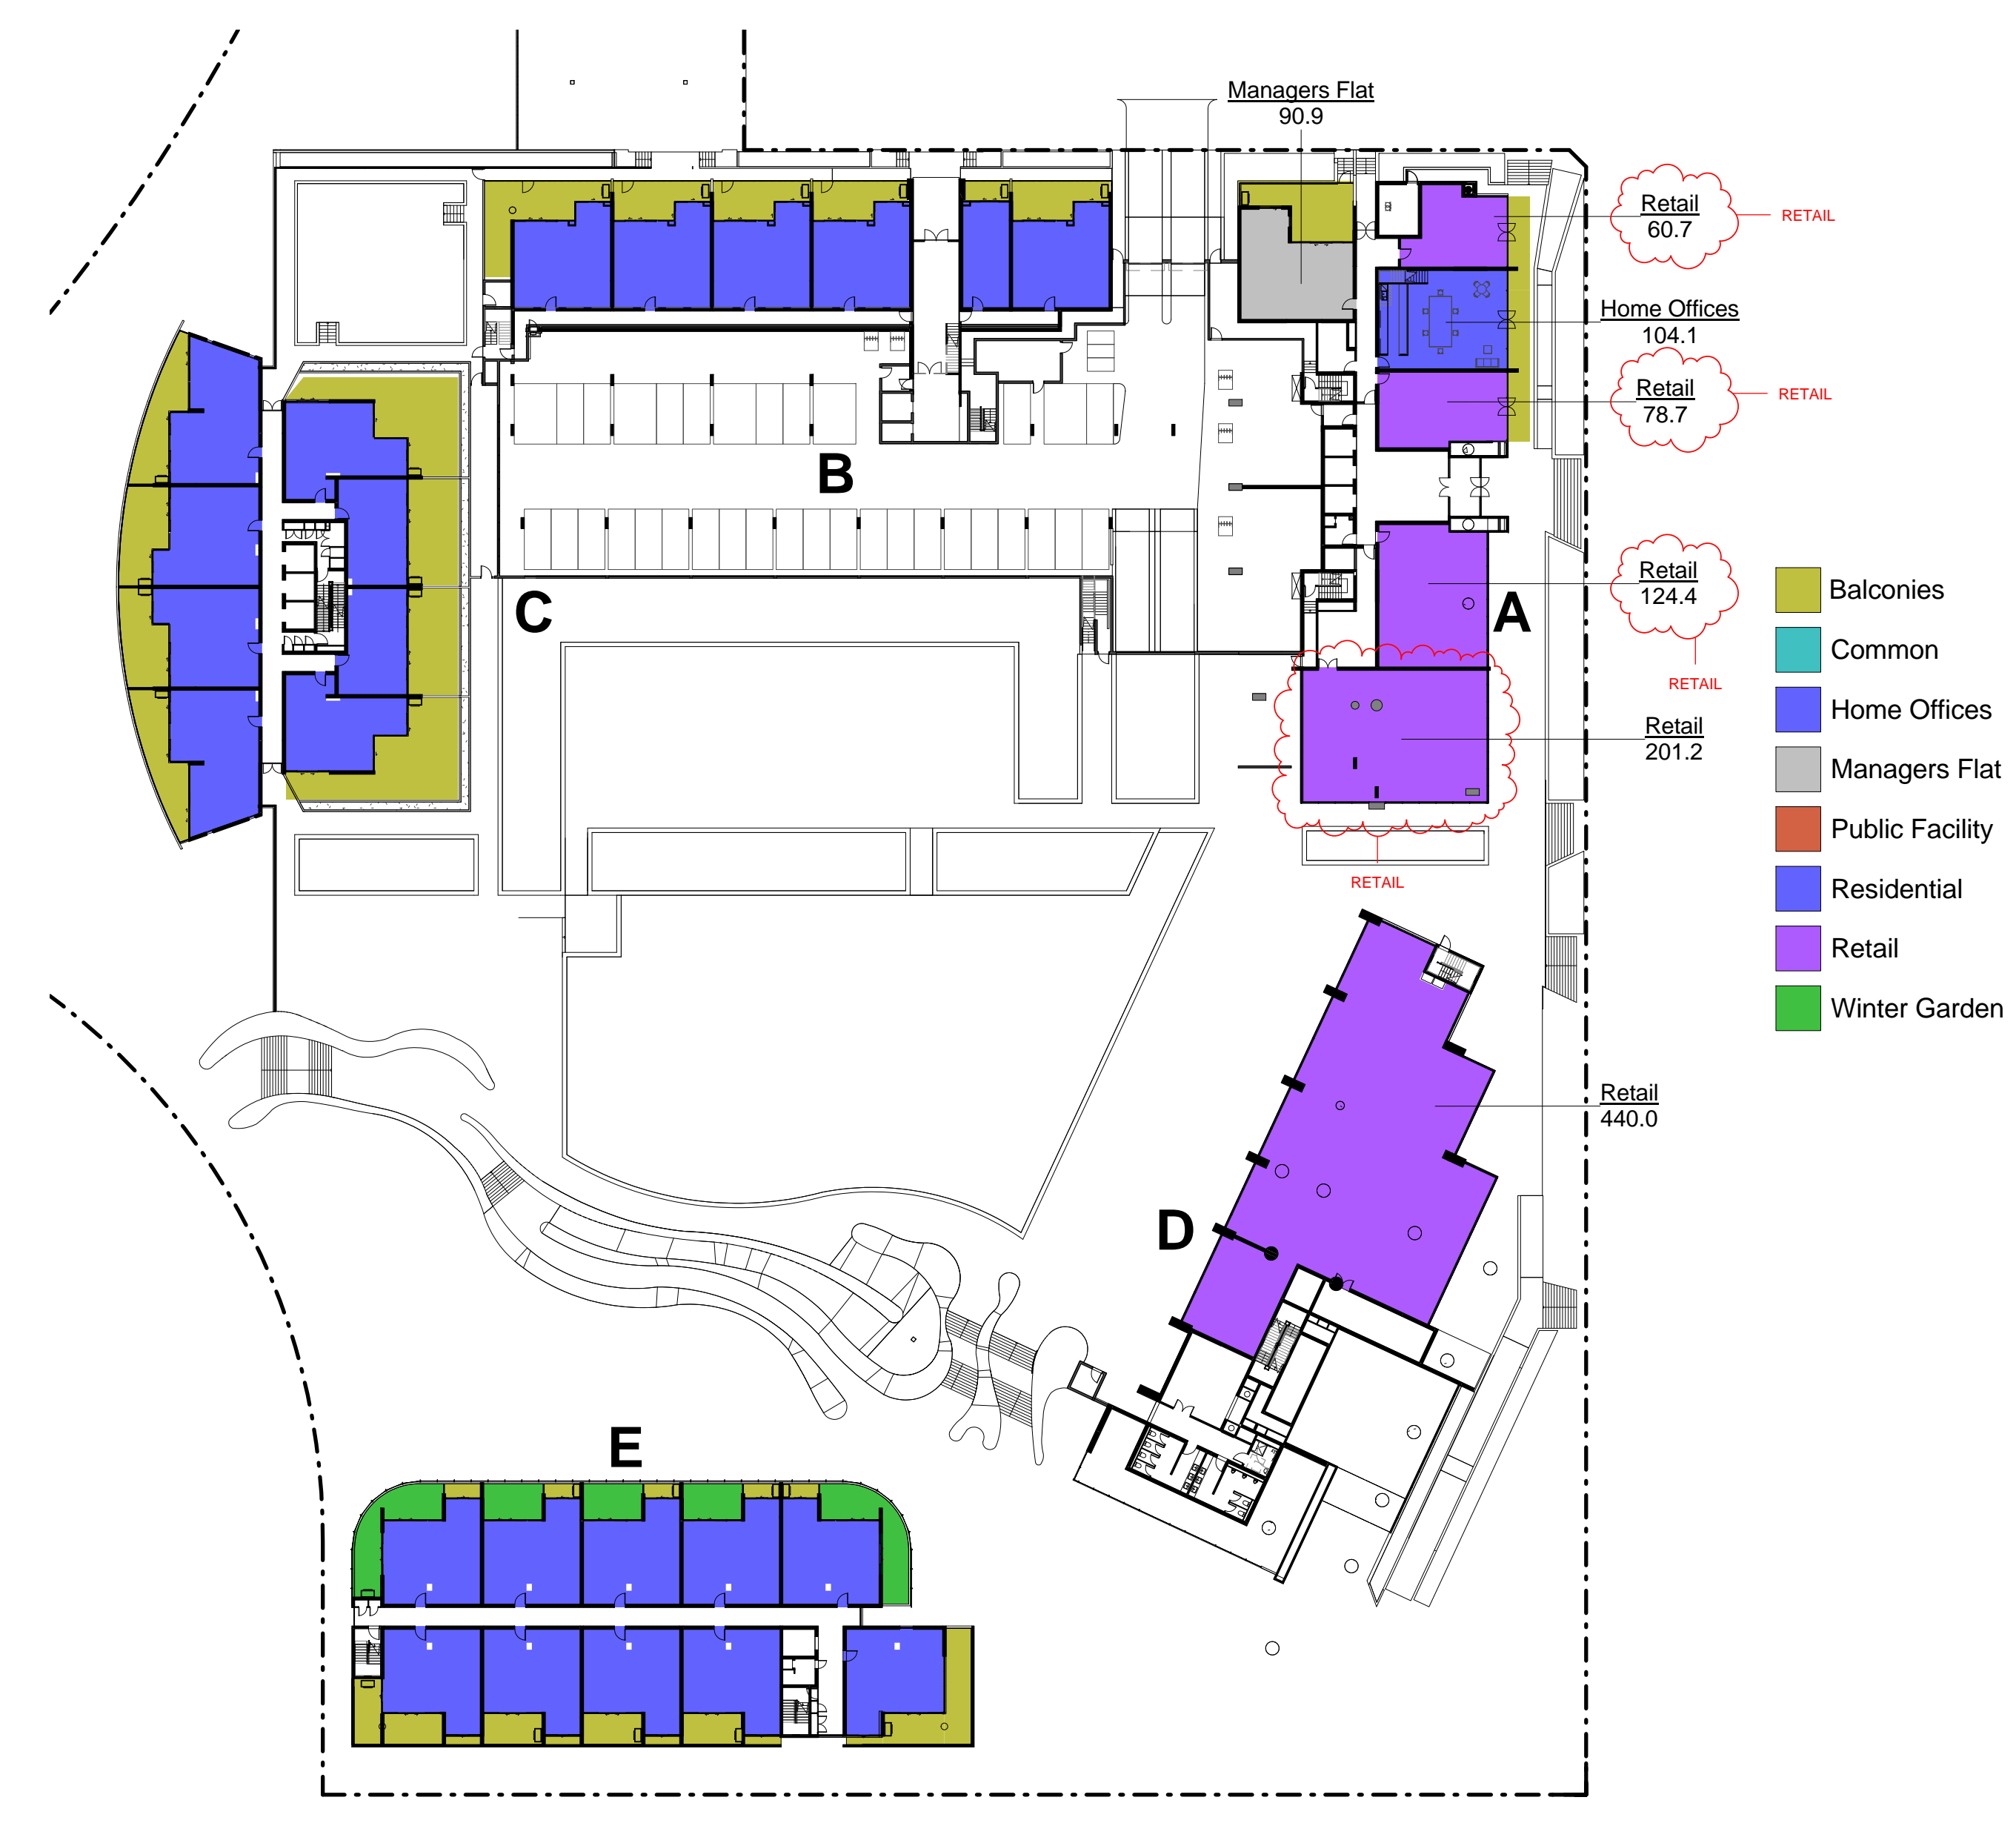 Managers Flat
90.9
Retail
60.7
RETAIL
Home Offices
104.1
Retail
78.7
RETAIL
B
C
Retail
124.4
A
RETAIL
Retail
201.2
RETAIL
Balconies
Common
Home Offices
Managers Flat
Public Facility
Residential
Retail
Winter Garden
Retail
440.0
D
E